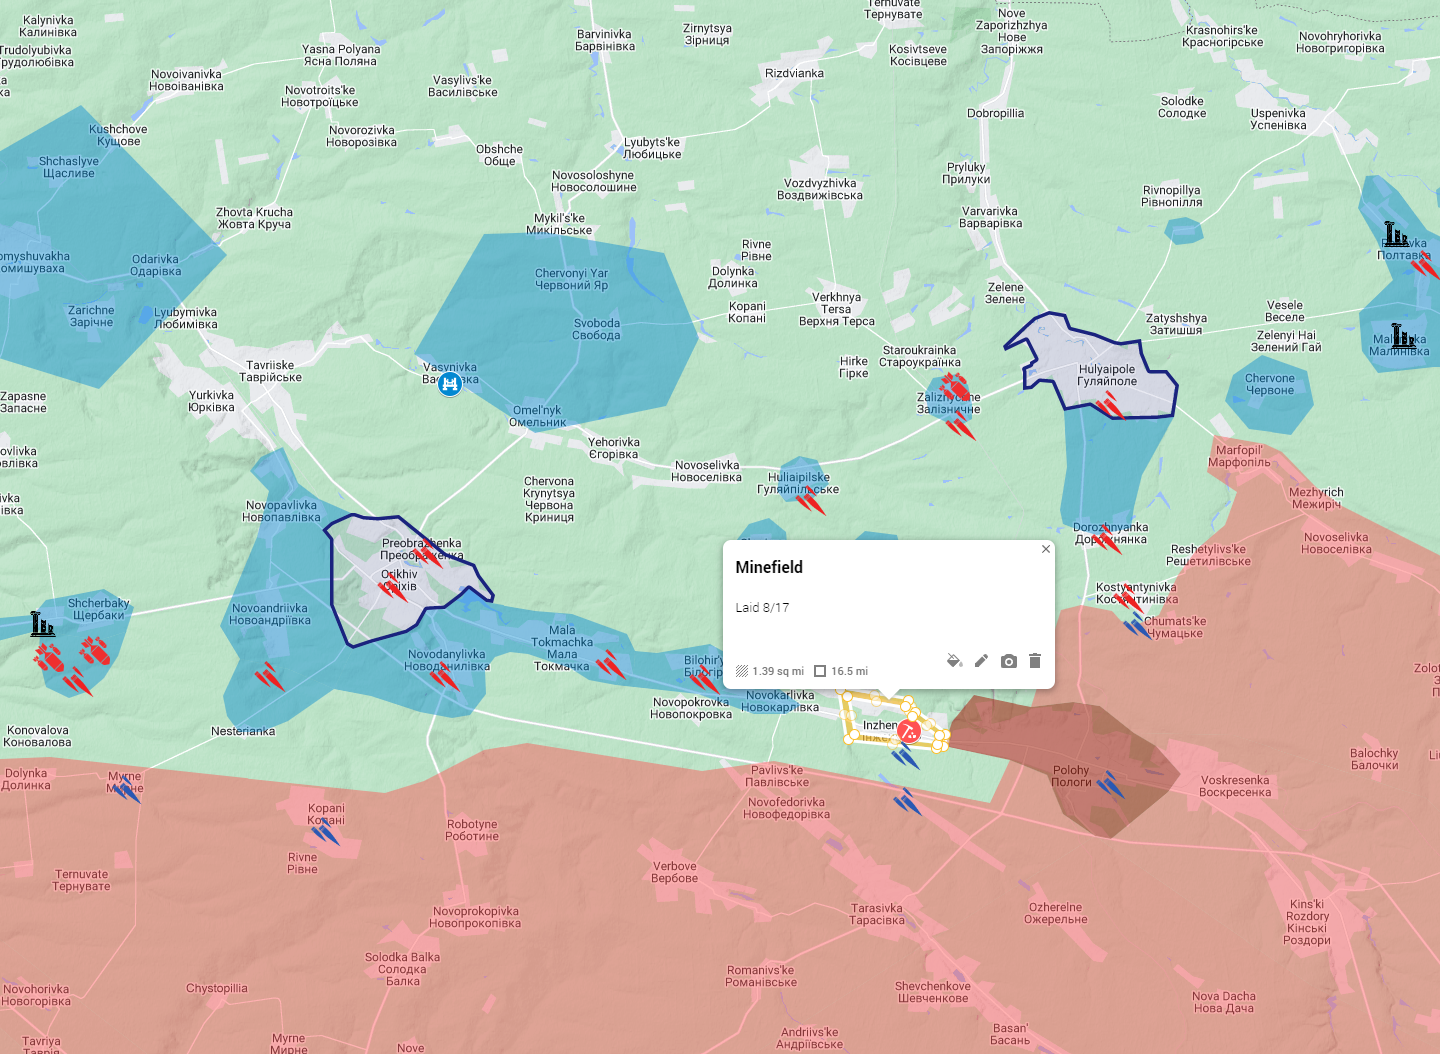 Kalynivka
Калинівка
Trudolyubivka
Трудолюбівка
Yasna Polyana
Ясна Поляна
Novoivanivka
Новоіванівка
Novotroits'ke
Новотроїцьке
Vasylivs'ke
Василівське
Barvinivka
Барвінівка
Zirnytsya
Зірниця
Ternuvate
Тернувате
Kosivtseve
Косівцеве
Nove
Zaporizhzhya
Нове
Запоріжжя
Krasnohirs'ke
Красногірське
Novohryhorivka
Новогригорівка
Rizdvianka
Dobropillia
Solodke
Солодке
Uspenivka
Успенівка
Kushchove
Кущове
Novorozivka
Новорозівка
Obshche
Обще
Lyubyts'ke
Любицьке
Shchaslyve
Щасливе
Novosoloshyne
Новосолошине
Vozdvyzhivka
Воздвижівка
Pryluky
Прилуки
Rivnopillya
Рівнопілля
Zhovta Krucha
Жовта Круча
Mykil's'ke
Микільське
Varvarivka
Варварівка
omyshuvakha
омишуваха
Odarivka
Одарівка
Rivne
Рівне
Полтавка
Chervonyi Yar
Червоний Яр
Dolynka
Долинка
Zelene
Зелене
Zarichne
Зарічне
Lyubymivka
Любимівка
Svoboda
Свобода
Kopani
Копані
Verkhnya
Tersa
Верхня Терса
Zatyshshya
Затишшя
Vesele
Веселе
Zelenyi Hai
Зелений Гай
Малинівка
Tavriiske
Таврійське
Vasynivka
Hirke
Гірке
Staroukrainka
Староукраїнка
Hulyaipole
Гуляйполе
Chervone
Червоне
Zapasne
Запасне
Yurkivka
Юрківка
Omel'nyk
Омельник
Zaliznychne
Залізничне
ovlivka
овлівка
Yehorivka
Єгорівка
Novoselivka
Новоселівка
Marfopil'
Марфопіль
Huliaipilske
Гуляйпільське
ivka
івка
Chervona
Krynytsya
Червона
Криниця
Mezhyrich
Межиріч
Novopavlivka
Новопавлівка
Dorozhnyanka
Дорожнянка
Novoselivka
Новоселівка
Preobrazhenka
Преображенка
Reshetylivs'ke
Решетилівське
Orikhiv
Оріхів
Minefield
Laid 8/17
1.39 sq mi
16.5 mi
Kostyantynivka
Костянтинівка
Shcherbaky
Щербаки
Novoandriivka
Новоандріївка
Chumats'ke
Чумацьке
Mala
Tokmachka
Мала
Токмачка
Novodanylivka
Новоданилівка
Bilohir'y
Білогір
Zolof
Novopokrovka
Новопокровка
Novokarlivka
Новокарлівка
Konovalova
Коновалова
Nesterianka
Inzhen
Інже
Dolynka
Долинка
Myrne
Мирне
Pavlivs'ke
Павлівське
Polohy
Пологи
Balochky
Балочки
Voskresenka
Воскресенка
Novofedorivka
Новофедорівка
Kopani
Копані
Robotyne
Роботине
Rivne
Рівне
Ternuvate
Тернувате
Verbove
Вербове
Novoprokopivka
Новопрокопівка
Tarasivka
Тарасівка
Ozherelne
Ожерельне
Kins'ki
Rozdory
Кінські
Роздори
Solodka Balka
Солодка
Балка
Romanivs'ke
Романівське
Shevchenkove
Шевченкове
Novohorivka
Новогорівка
Chystopillia
Nova Dacha
Нова Дача
Tavriya
Таврія
Myrne
Мирне
Nove
Andriivs'ke
Андріївське
Basan'
Басань